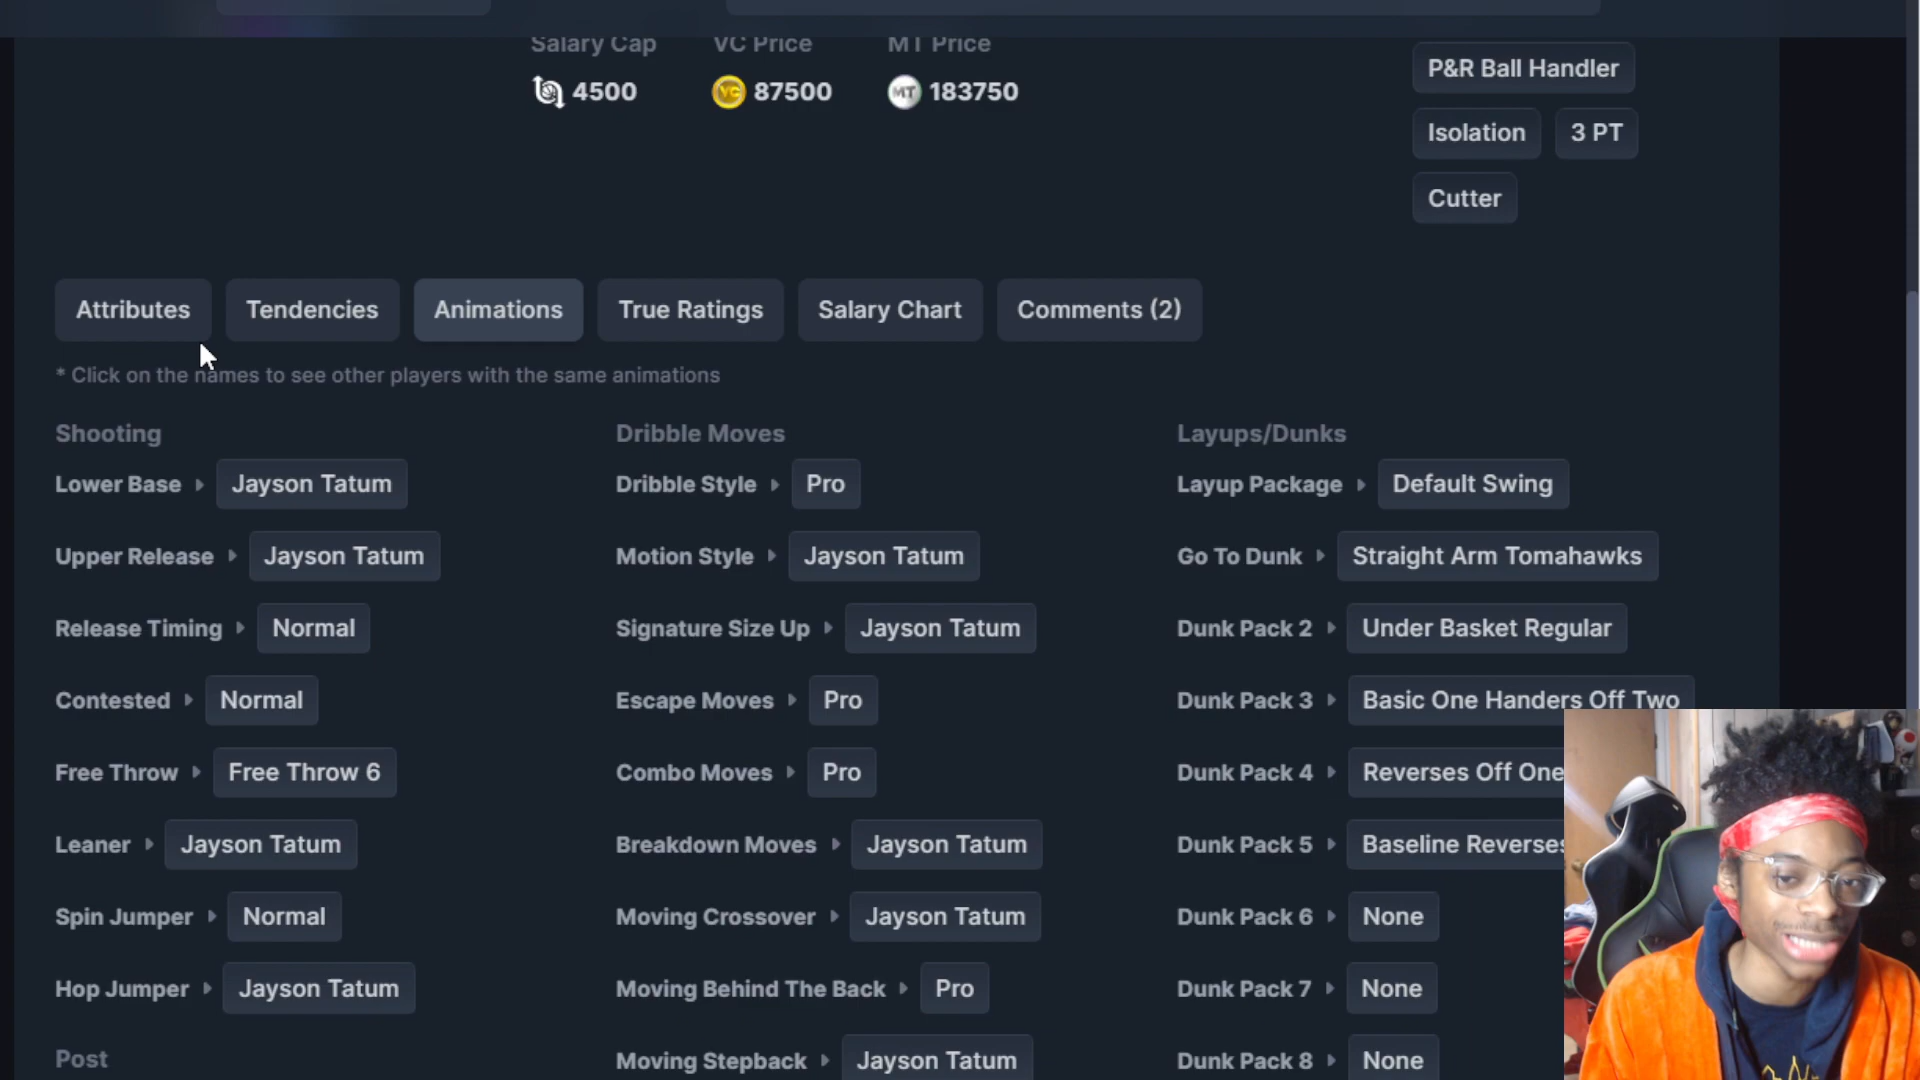 Salary Cap VC Price MT Price
4500 VC 87500 MT 183750
P&R Ball Handler
Isolation 3 PT
Cutter
Attributes Tendencies Animations True Ratings Salary Chart Comments (2)
* Click on the names to see other players with the same animations
Shooting
Lower Base Jayson Tatum
Upper Release Jayson Tatum
Release Timing Normal
Contested Normal
Free Throw Free Throw 6
Leaner Jayson Tatum
Spin Jumper Normal
Hop Jumper Jayson Tatum
Post
Dribble Moves
Dribble Style Pro
Motion Style Jayson Tatum
Signature Size Up Jayson Tatum
Escape Moves Pro
Combo Moves Pro
Breakdown Moves Jayson Tatum
Moving Crossover Jayson Tatum
Moving Behind The Back Pro
Moving Stepback Jayson Tatum
Layups/Dunks
Layup Package Default Swing
Go To Dunk Straight Arm Tomahawks
Dunk Pack 2 Under Basket Regular
Dunk Pack 3 Basic One Handers Off Two
Dunk Pack 4 Reverses Off One
Dunk Pack 5 Baseline Reverses
Dunk Pack 6 None
Dunk Pack 7 None
Dunk Pack 8 None